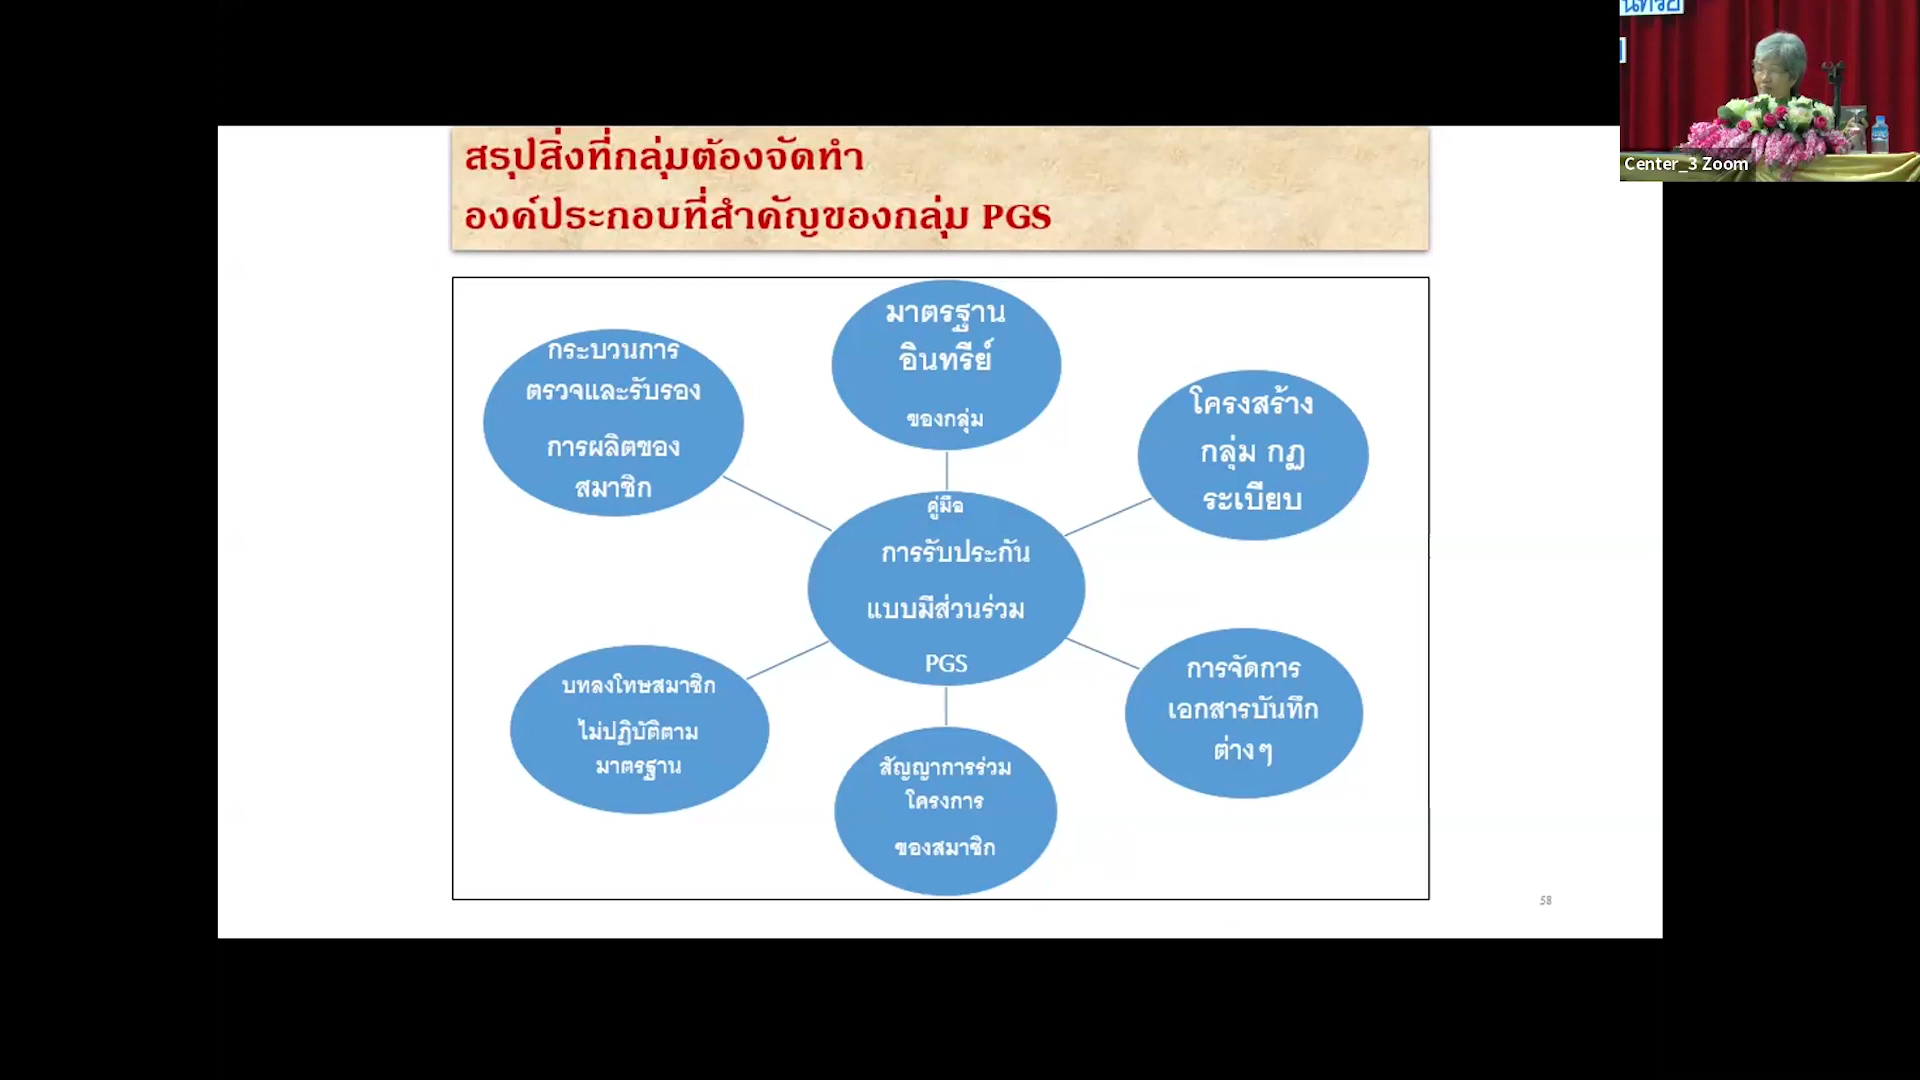 สรุปสิ่งที่กลุ่มต้องจัดทำ
องค์ประกอบที่สำคัญของกลุ่ม PGS
มาตรฐาน
อินทรีย์
ของกลุ่ม
กระบวนการ
ตรวจและรับรอง
การผลิตของ
สมาชิก
โครงสร้าง
กลุ่ม กฏ
ระเบียบ
คู่มือ
การรับประกัน
แบบมีส่วนร่วม
PGS
บทลงโทษสมาชิก
ไม่ปฏิบัติตาม
มาตรฐาน
การจัดการ
เอกสารบันทึก
ต่างๆ
สัญญาการร่วม
โครงการ
ของสมาชิก
58
Center_3 Zoom